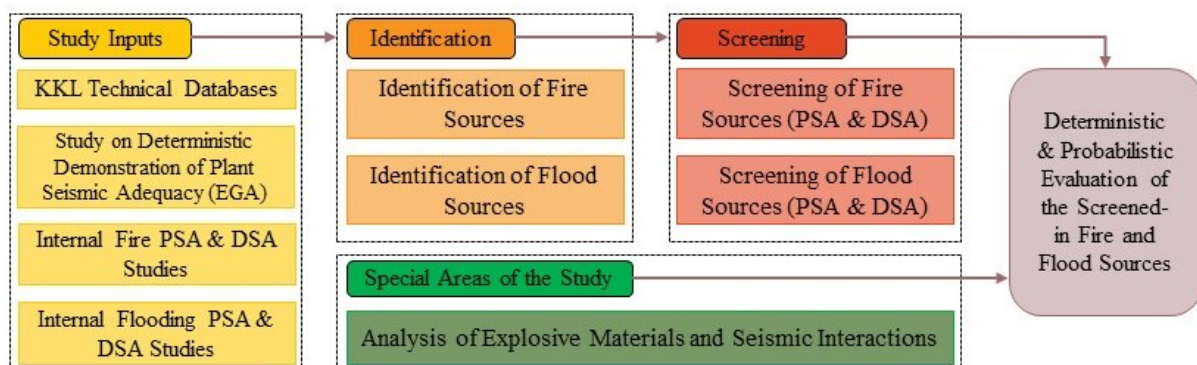 Study Inputs
KKL Technical Databases
Study on Deterministic
Demonstration of Plant
Seismic Adequacy (EGA)
Internal Fire PSA & DSA
Studies
Internal Flooding PSA &
DSA Studies
Identification
Identification of Fire
Sources
Identification of Flood
Sources
Screening
Screening of Fire
Sources (PSA & DSA)
Screening of Flood
Sources (PSA & DSA)
Special Areas of the Study
Analysis of Explosive Materials and Seismic Interactions
Deterministic
& Probabilistic
Evaluation of
the Screened-
in Fire and
Flood Sources